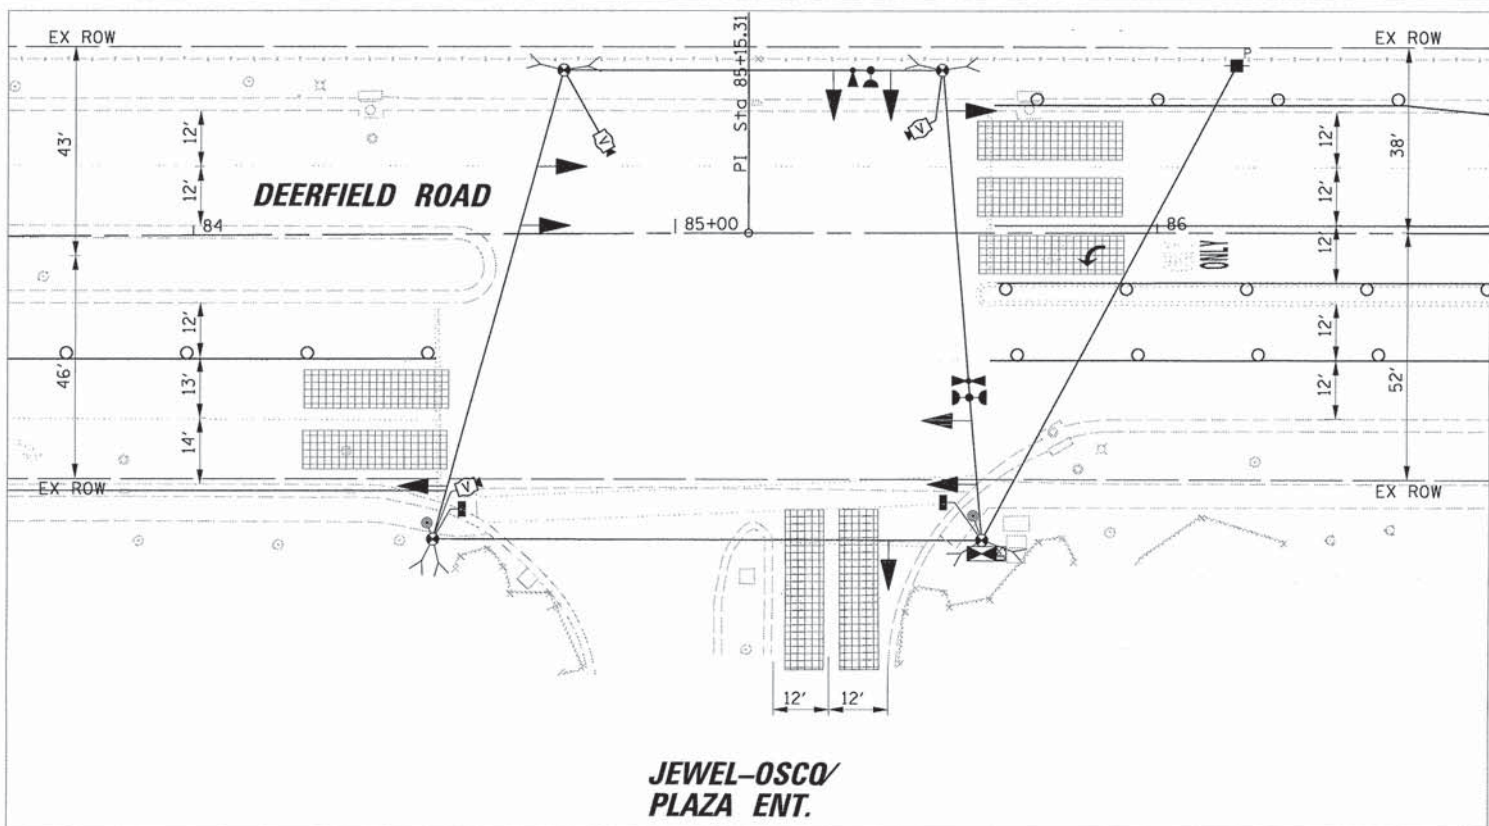 EX ROW
EX ROW
PI Sta 85+15.31
P
43'
12'
12'
38'
12'
12'
DEERFIELD ROAD
84
85+00
86
12'
ONLY
12'
12'
46'
13'
12'
52'
14'
V
V
V
EX ROW
EX ROW
12'
12'
JEWEL-OSCO/
PLAZA ENT.